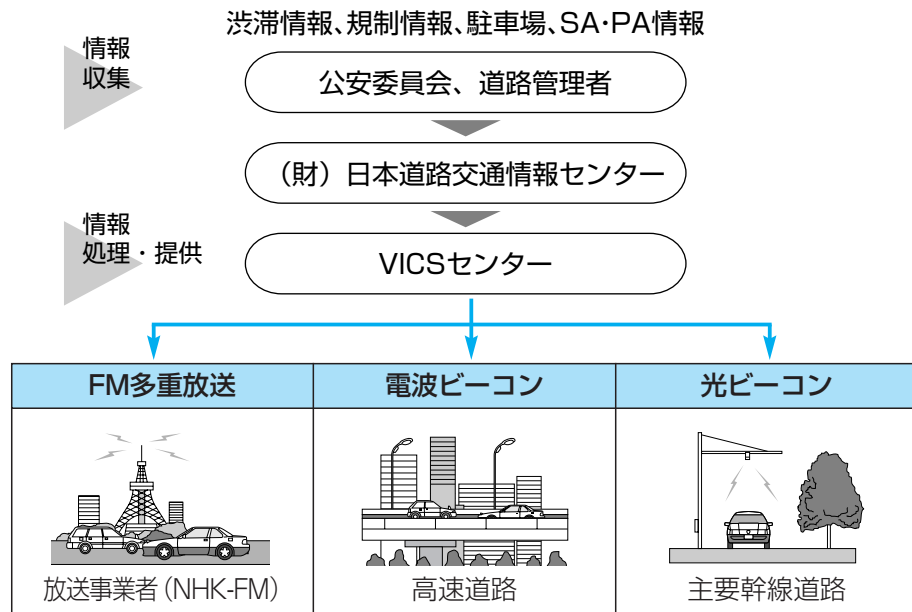 渋滞情報、規制情報、駐車場、SA･PA情報
情報
収集
公安委員会、道路管理者
（財）日本道路交通情報センター
情報
処理・提供
VICSセンター
FM多重放送
電波ビーコン
光ビーコン
放送事業者(NHK-FM)
高速道路
主要幹線道路